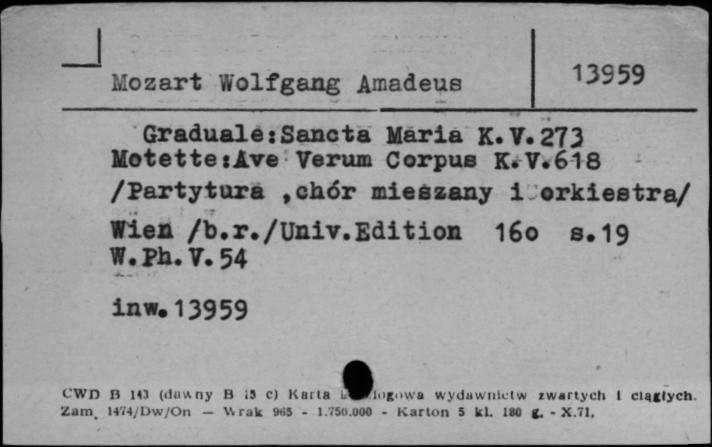 Mozart Wolfgang Amadeus
13959
Graduale:Sancta Maria K.V.273
Motette:Ave Verum Corpus K.V.618
/Partytura ,chór mieszany i orkiestra/
Wien /b.r./Univ.Edition 16o s.19
W.Ph.V.54
inw.13959
CWD B 143 (dawny B 15 c) Karta wydawnictw zwartych i ciągłych.
Zam. 1474/Dw/On — Wrak 965 - 1.750.000 - Karton 5 kl. 180 g. - X.71.